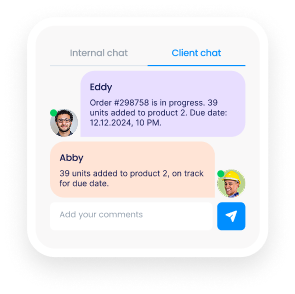 Internal chat
Client chat
Eddy
Order #298758 is in progress. 39
units added to product 2. Due date:
12.12.2024, 10 PM.
Abby
39 units added to product 2, on track
for due date.
Add your comments